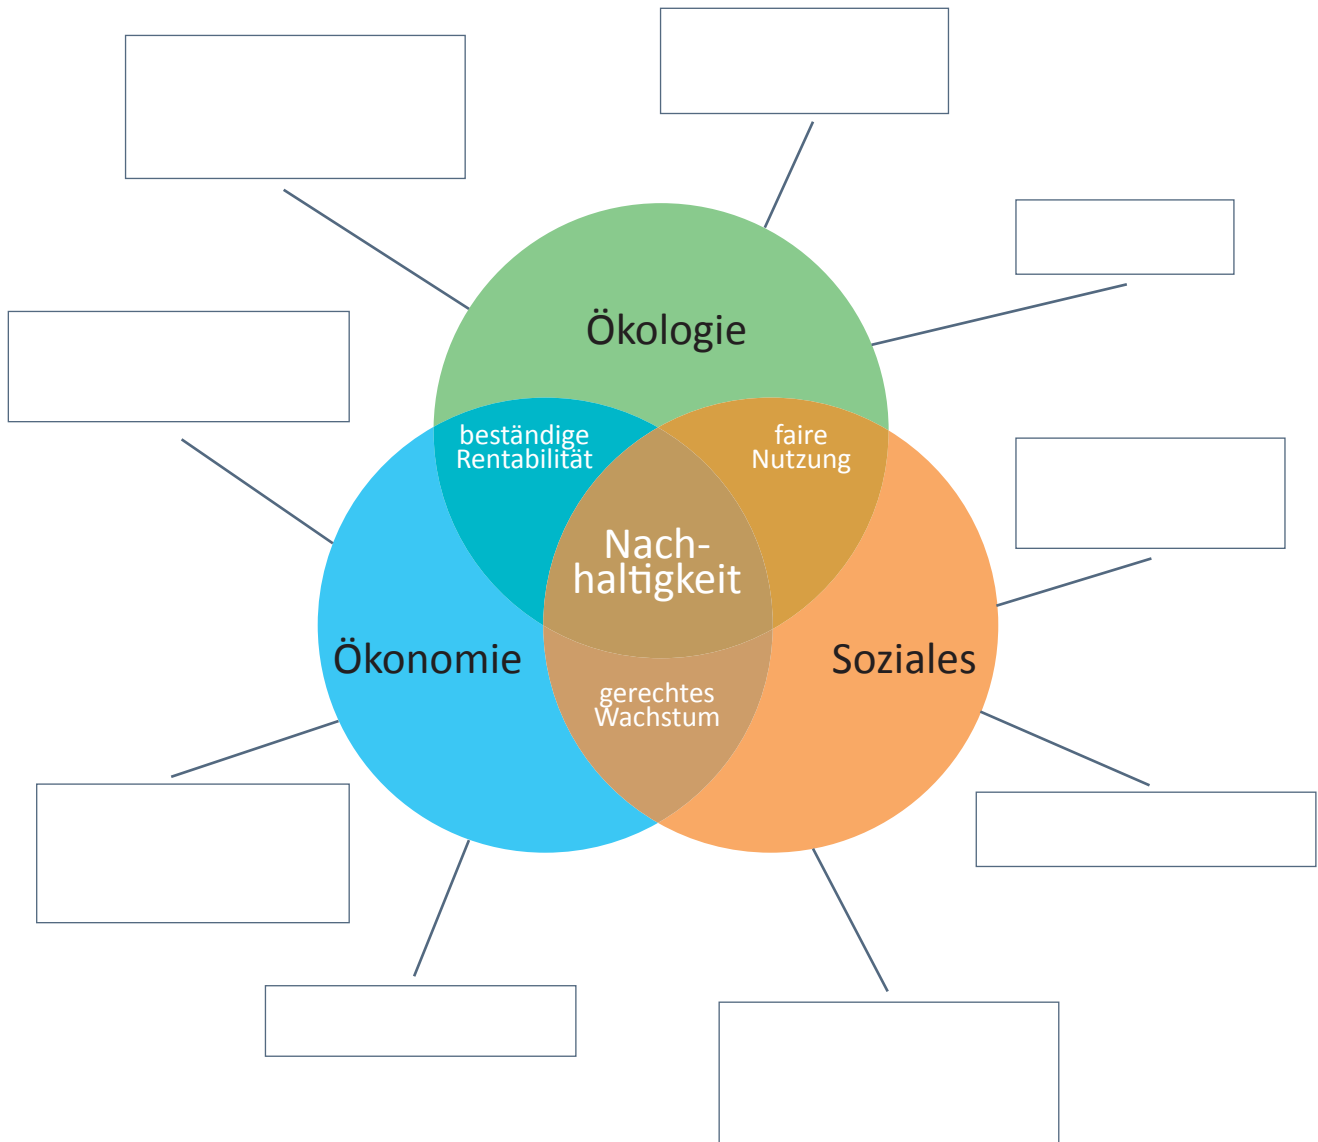 Ökologie
beständige
Rentabilität
faire
Nutzung
Nach-
haltigkeit
Ökonomie
Soziales
gerechtes
Wachstum